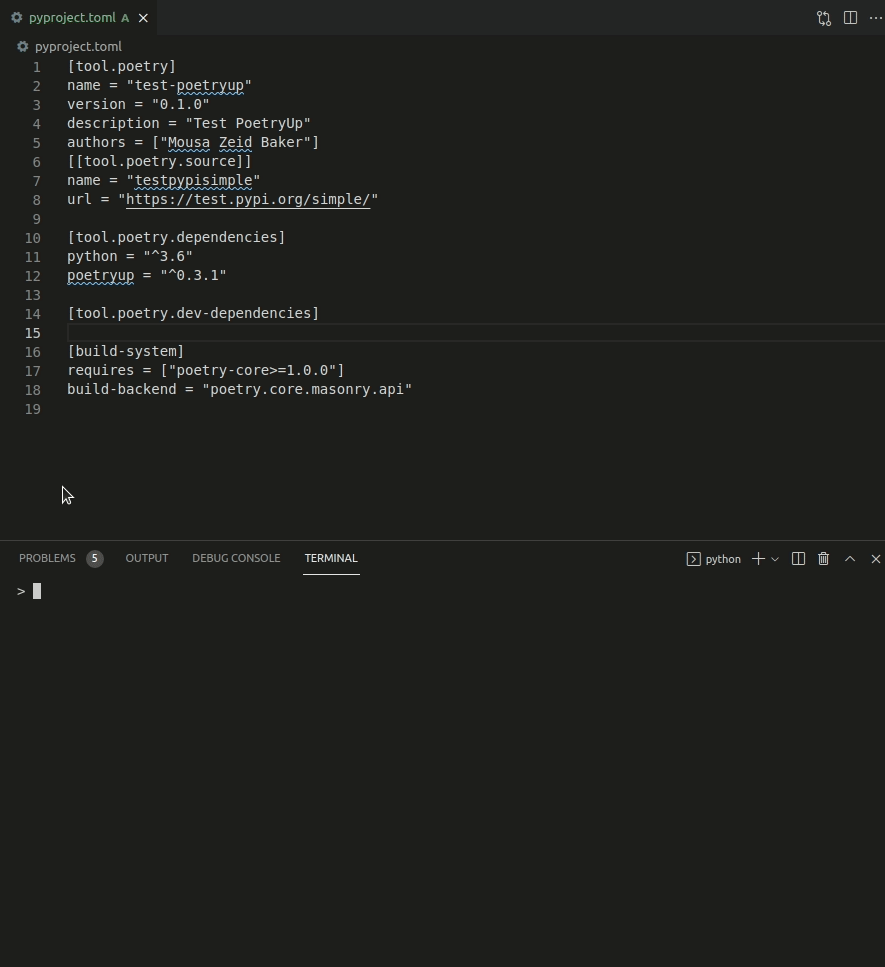 pyproject.toml A
pyproject.toml
1 [tool.poetry]
2 name = "test-poetryup"
3 version = "0.1.0"
4 description = "Test PoetryUp"
5 authors = ["Mousa Zeid Baker"]
6 [[tool.poetry.source]]
7 name = "testpypisimple"
8 url = "https://test.pypi.org/simple/"
9
10 [tool.poetry.dependencies]
11 python = "^3.6"
12 poetryup = "^0.3.1"
13
14 [tool.poetry.dev-dependencies]
15
16 [build-system]
17 requires = ["poetry-core>=1.0.0"]
18 build-backend = "poetry.core.masonry.api"
19
PROBLEMS 5 OUTPUT DEBUG CONSOLE TERMINAL python
>